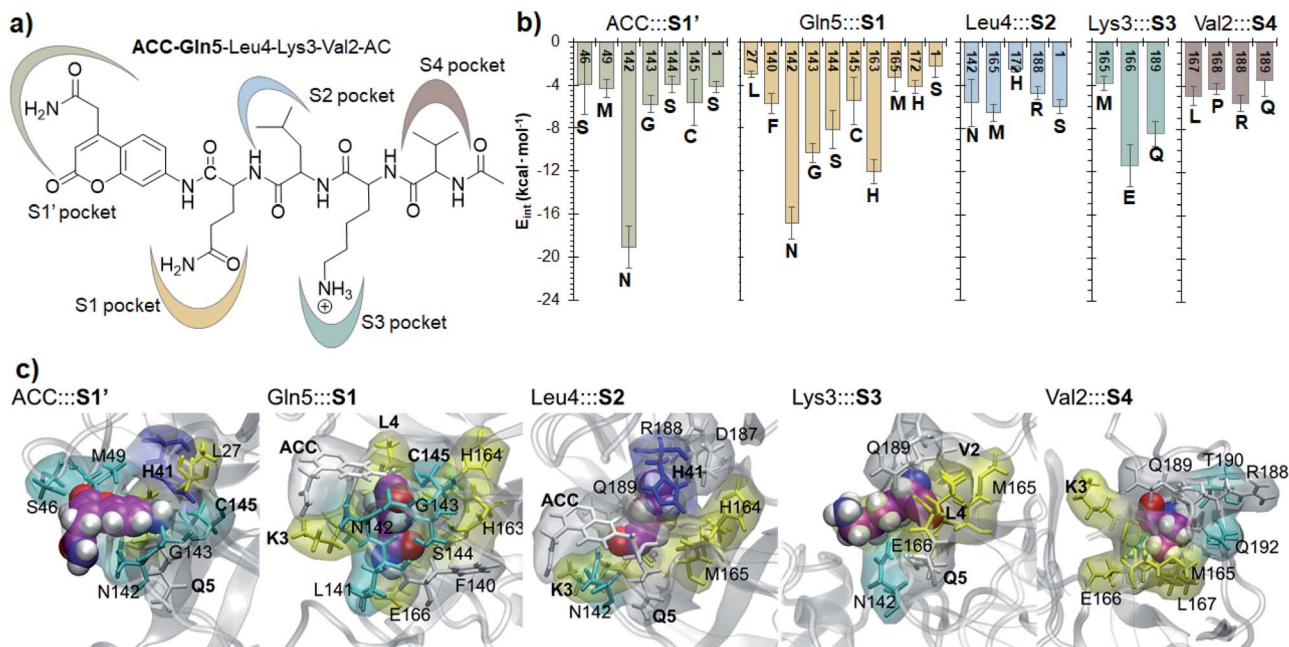 a)
ACC-Gln5-Leu4-Lys3-Val2-AC
S4 pocket
S2 pocket
H₂N
O
O
O
S1' pocket
NH
O
H
N
O
N
H
O
H
N
O
N
H
O
H₂N
O
S1 pocket
NH₃
⊕
S3 pocket
b)
ACC:::S1'
Gln5:::S1
Leu4:::S2
Lys3:::S3
Val2:::S4
E int (kcal·mol⁻¹)
0
-4
-8
-12
-16
-20
-24
46 49 142 143 144 145 1
S M N G S C S
27 140 142 143 144 145 163 165 172 1
L F N G S C H M H S
142 165 172 188 1
N M H R S
165 166 189
M E Q
167 168 188 189
L P R Q
c)
ACC:::S1'
M49
L27
H41
S46
C145
G143
N142
Q5
Gln5:::S1
L4
ACC
C145
H164
G143
N142
H163
K3
S144
L141
F140
E166
Leu4:::S2
R188
D187
H41
Q189
ACC
H164
K3
M165
N142
Q5
Lys3:::S3
Q189
V2
M165
L4
E166
Q5
N142
Val2:::S4
T190
Q189
R188
K3
Q192
M165
E166
L167